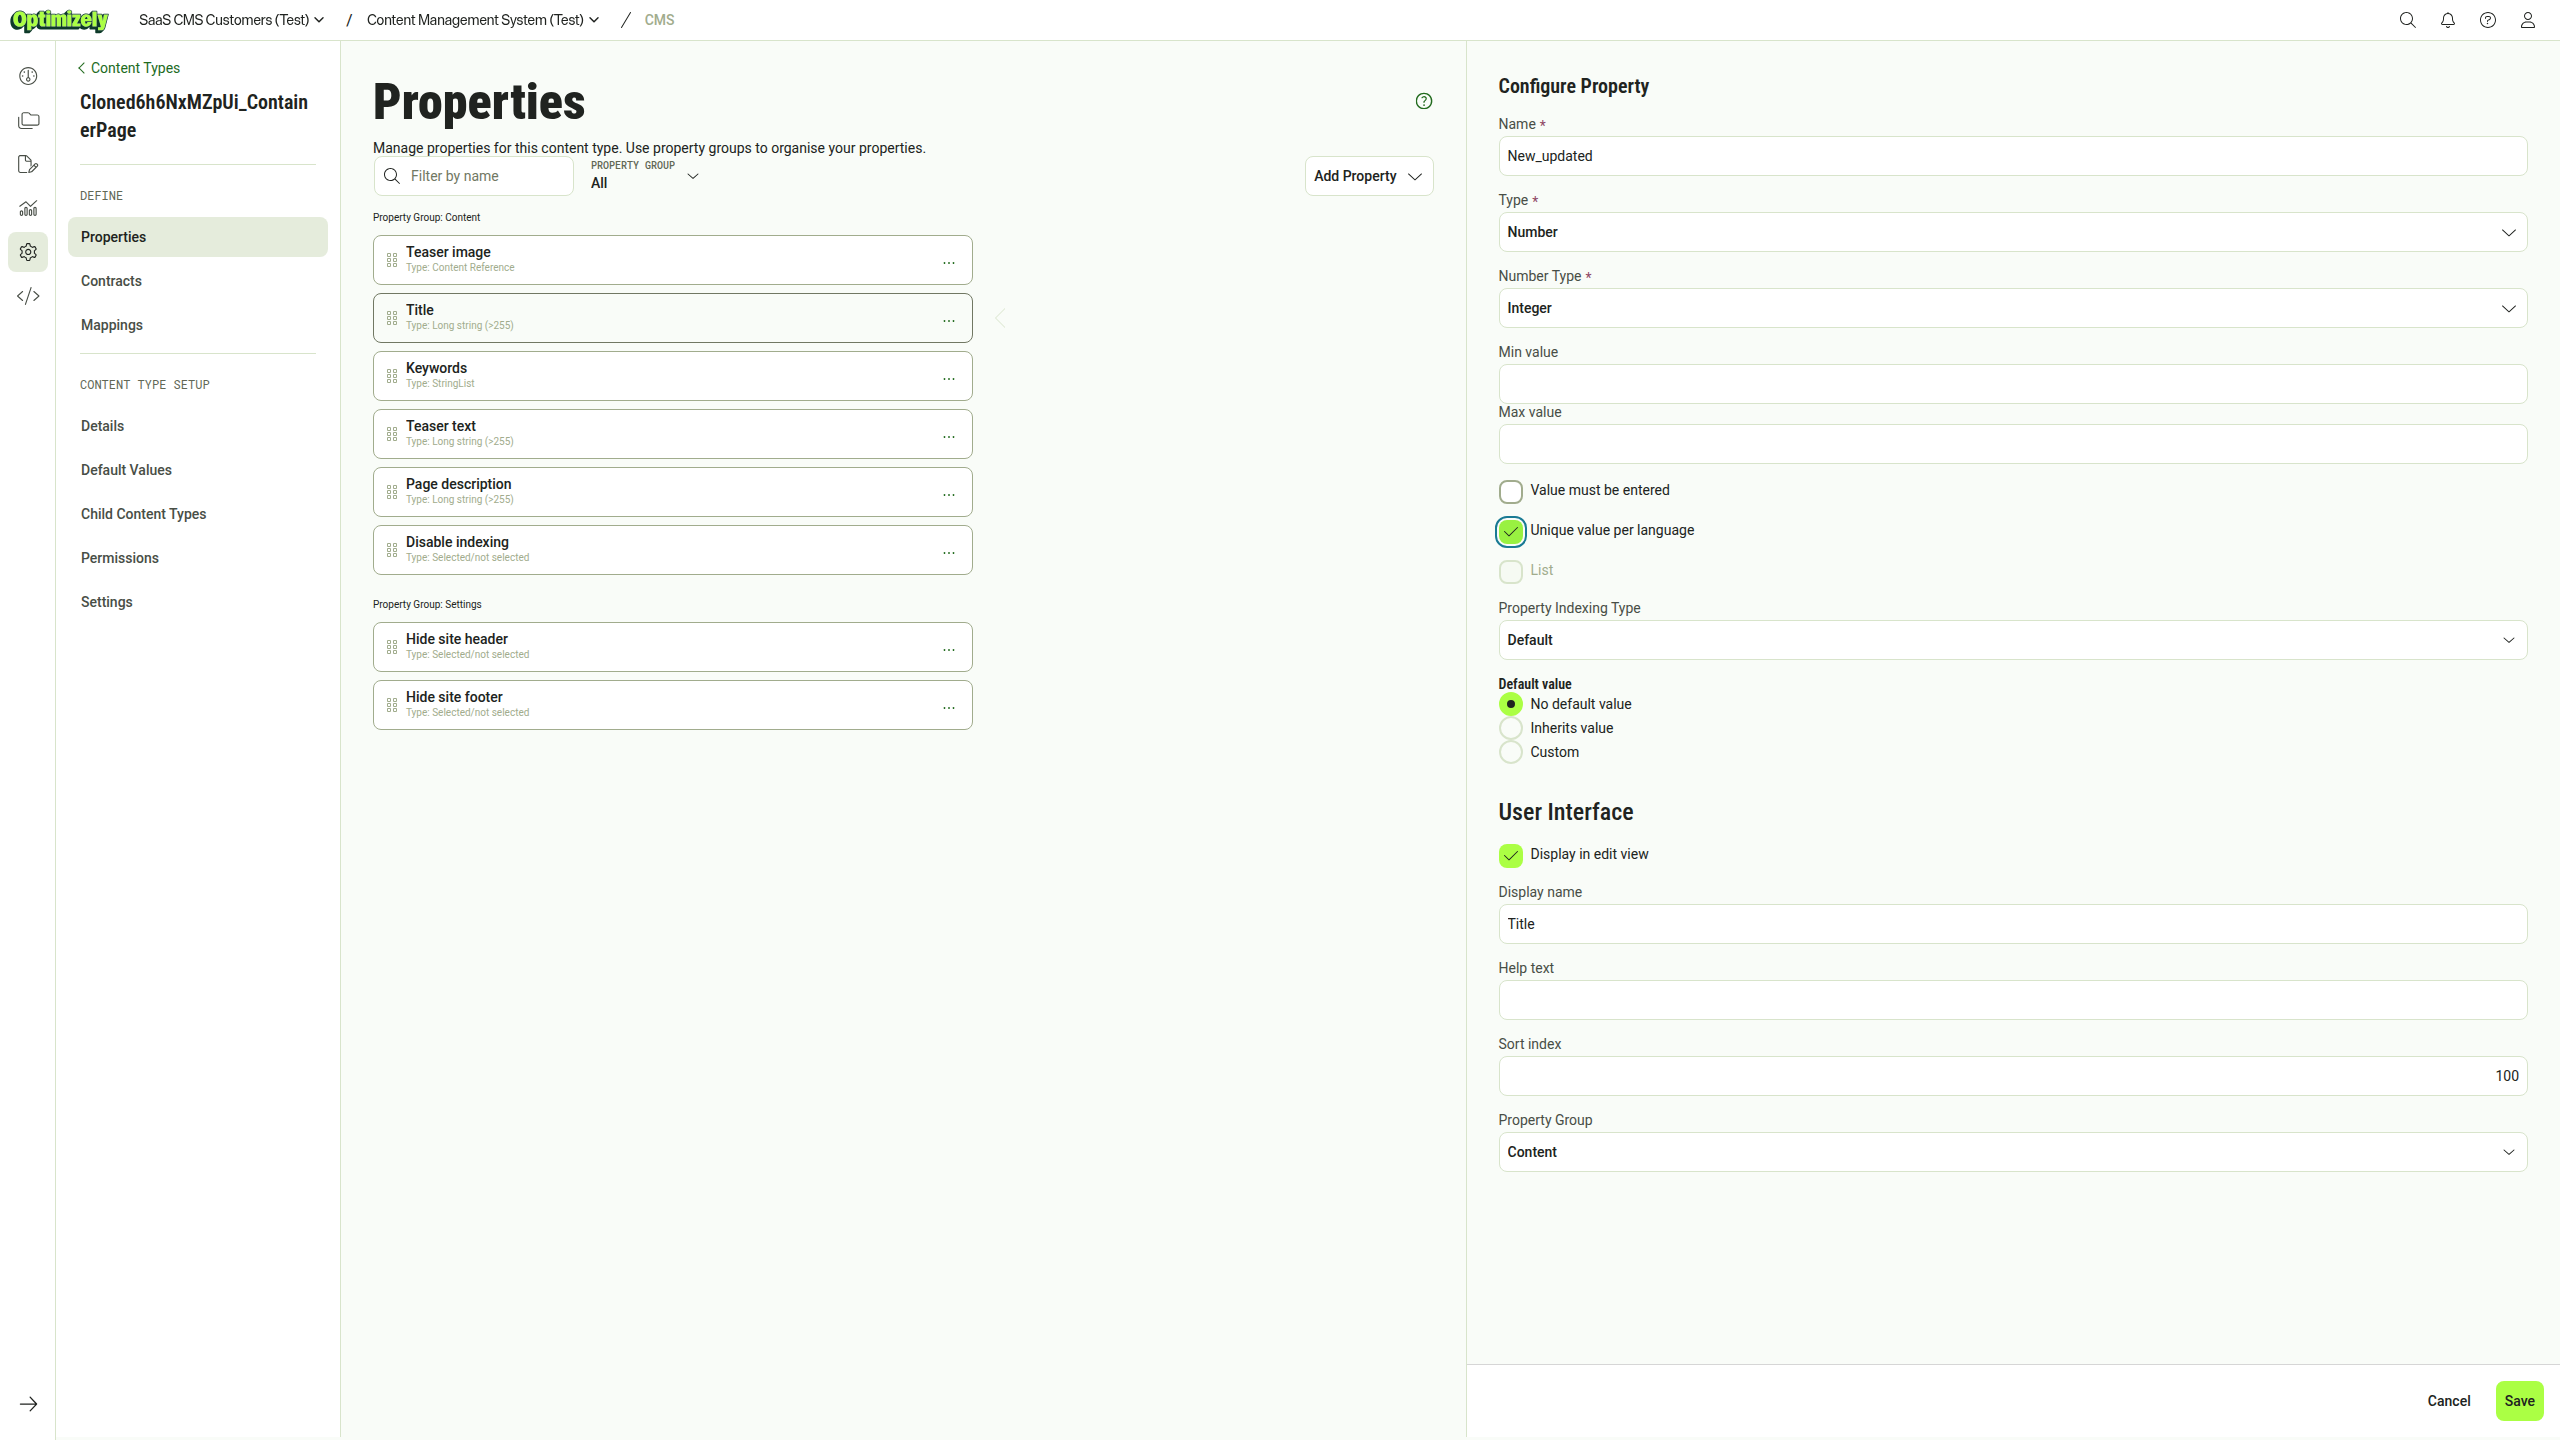 Optimizely
SaaS CMS Customers (Test) / Content Management System (Test) / CMS
Content Types
Cloned6h6NxMZpUi_Contain
erPage
DEFINE
Properties
Contracts
Mappings
CONTENT TYPE SETUP
Details
Default Values
Child Content Types
Permissions
Settings
Properties
Manage properties for this content type. Use property groups to organise your properties.
Filter by name
PROPERTY GROUP
All
Add Property
Property Group: Content
Teaser image
Type: Content Reference
...
Title
Type: Long string (>255)
...
Keywords
Type: StringList
...
Teaser text
Type: Long string (>255)
...
Page description
Type: Long string (>255)
...
Disable indexing
Type: Selected/not selected
...
Property Group: Settings
Hide site header
Type: Selected/not selected
...
Hide site footer
Type: Selected/not selected
...
Configure Property
Name *
New_updated
Type *
Number
Number Type *
Integer
Min value
Max value
Value must be entered
Unique value per language
List
Property Indexing Type
Default
Default value
No default value
Inherits value
Custom
User Interface
Display in edit view
Display name
Title
Help text
Sort index
100
Property Group
Content
Cancel
Save